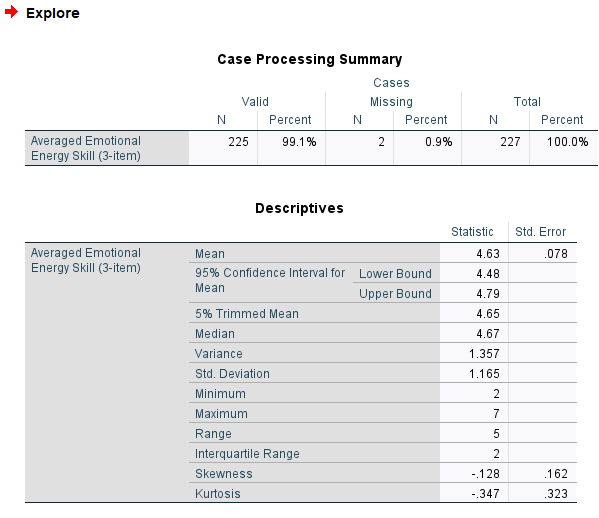 Explore
Case Processing Summary
Cases
Valid Missing Total
N Percent N Percent N Percent
Averaged Emotional Energy Skill (3-item) 225 99.1% 2 0.9% 227 100.0%
Descriptives
Statistic Std. Error
Averaged Emotional Energy Skill (3-item) Mean 4.63 .078
95% Confidence Interval for Mean Lower Bound 4.48
Upper Bound 4.79
5% Trimmed Mean 4.65
Median 4.67
Variance 1.357
Std. Deviation 1.165
Minimum 2
Maximum 7
Range 5
Interquartile Range 2
Skewness -.128 .162
Kurtosis -.347 .323